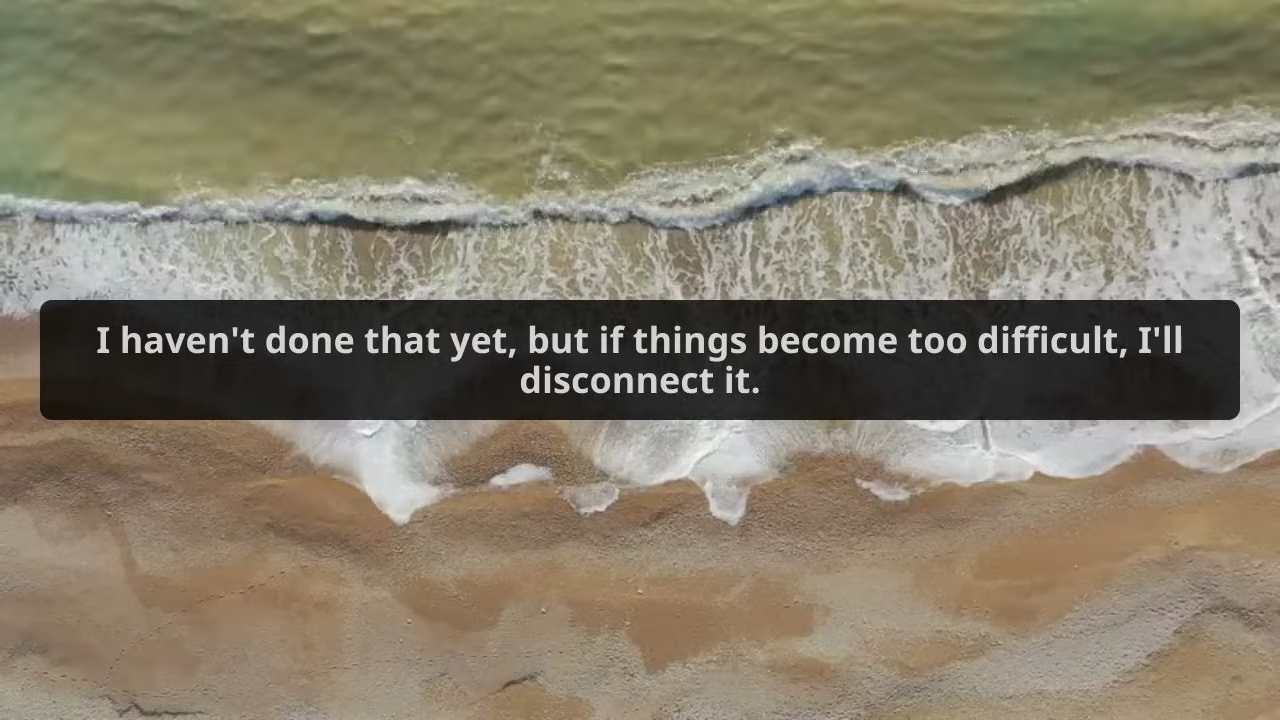 I haven't done that yet, but if things become too difficult, I'll
disconnect it.